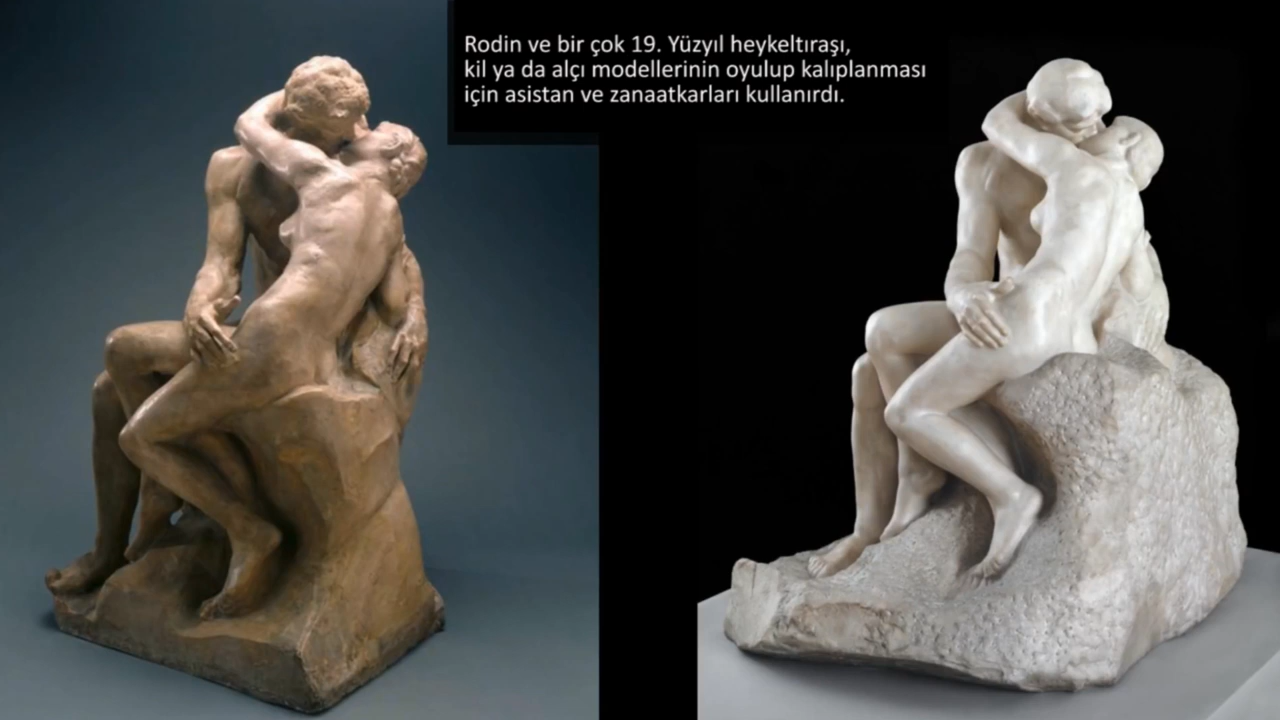 Rodin ve bir çok 19. Yüzyıl heykeltıraşı,
kil ya da alçı modellerinin oyulup kalıplanması
için asistan ve zanaatkarları kullanırdı.